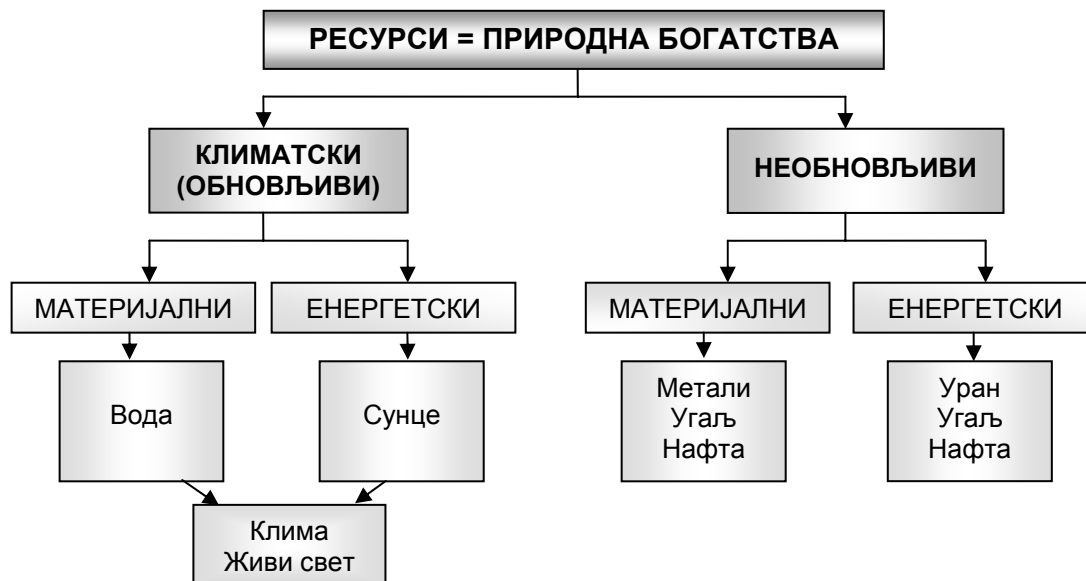 РЕСУРСИ = ПРИРОДНА БОГАТСТВА
КЛИМАТСКИ
(ОБНОВЉИВИ)
НЕОБНОВЉИВИ
МАТЕРИЈАЛНИ
ЕНЕРГЕТСКИ
МАТЕРИЈАЛНИ
ЕНЕРГЕТСКИ
Вода
Сунце
Метали
Угаљ
Нафта
Уран
Угаљ
Нафта
Клима
Живи свет